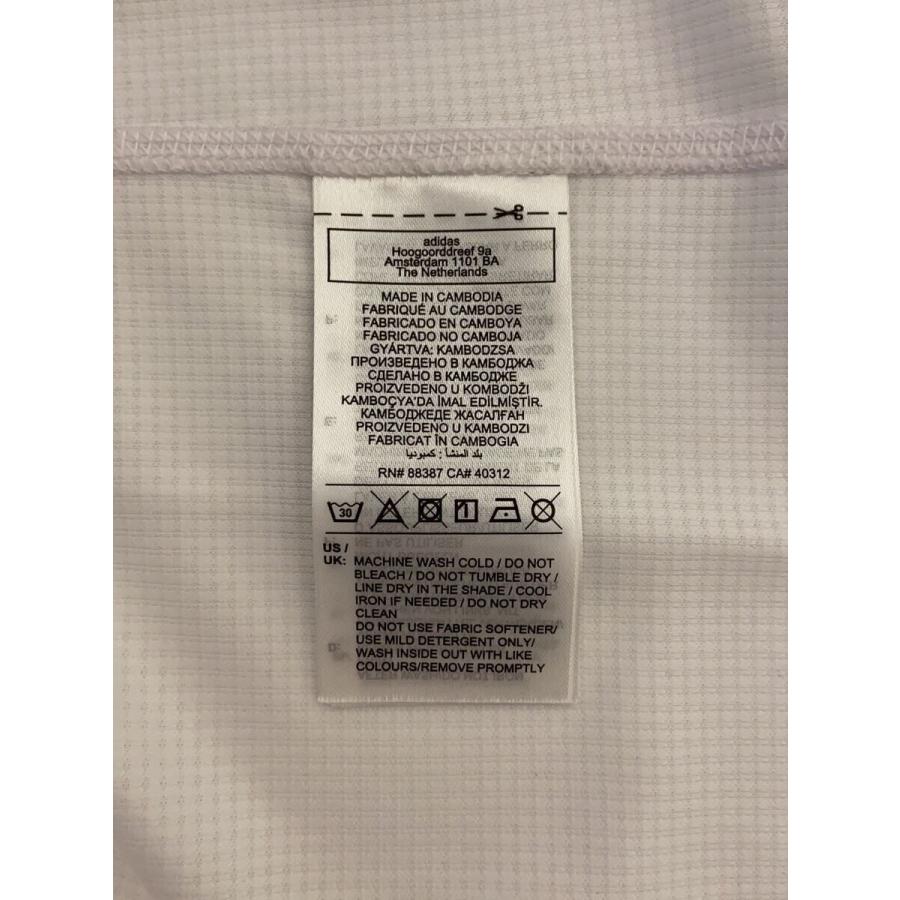 adidas
Hoogoorddreef 9a
Amsterdam 1101 BA
The Netherlands
MADE IN CAMBODIA
FABRIQUÉ AU CAMBODGE
FABRICADO EN CAMBOYA
FABRICADO NO CAMBOJA
GYÁRTVA: KAMBODZSA
ПРОИЗВЕДЕНО В КАМБОДЖА
СДЕЛАНО В КАМБОДЖЕ
PROIZVEDENO U KOMBODŽI
KAMBOÇYA'DA İMAL EDİLMİŞTİR.
КАМБОДЖЕДЕ ЖАСАЛҒАН
PROIZVEDENO U KAMBODZI
FABRICAT ÎN CAMBOGIA
بلد المنشأ : كمبوديا
RN# 88387 CA# 40312
30
US /
UK: MACHINE WASH COLD / DO NOT
BLEACH / DO NOT TUMBLE DRY /
LINE DRY IN THE SHADE / COOL
IRON IF NEEDED / DO NOT DRY
CLEAN
DO NOT USE FABRIC SOFTENER/
USE MILD DETERGENT ONLY/
WASH INSIDE OUT WITH LIKE
COLOURS/REMOVE PROMPTLY